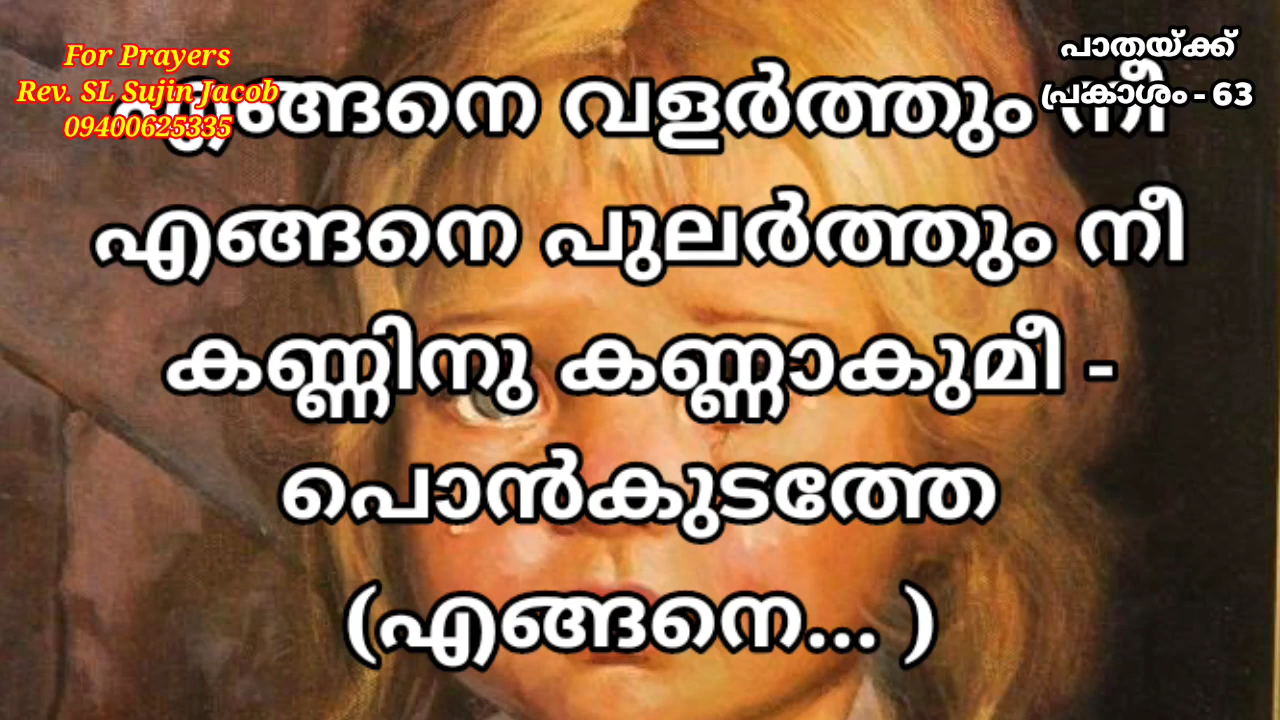 For Prayers
Rev. SL Sujin Jacob
09400625335
പാതയ്ക്ക്
പ്രകാശം - 63
എങ്ങനെ വളർത്തും നീ
എങ്ങനെ പുലർത്തും നീ
കണ്ണിനു കണ്ണാകുമീ -
പൊൻകുടത്തേ
(എങ്ങനെ... )